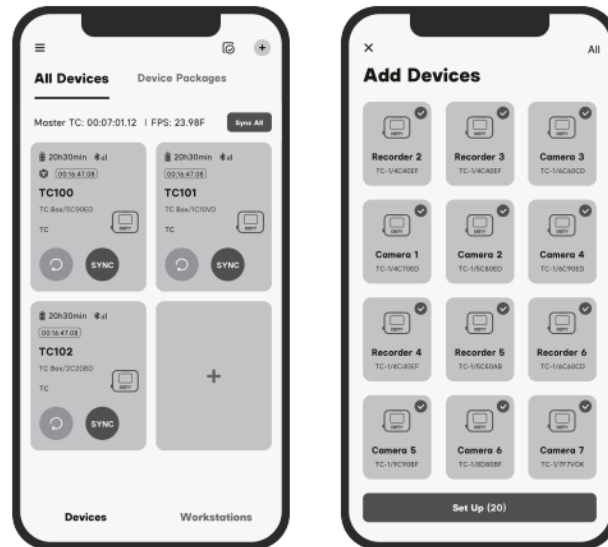 All Devices
Device Packages
Master TC: 00:07:01.12 | FPS: 23.98F
Sync All
20h30min
00:16:47.08
TC100
TC Box/5C90ED
TC
SYNC
20h30min
00:16:47.08
TC101
TC Box/1C10VD
TC
SYNC
20h30min
00:16:47.08
TC102
TC Box/2C20BD
TC
SYNC
+
Devices
Workstations
×
All
Add Devices
Recorder 2
TC-1/4C40EF
Recorder 3
TC-1/4C40EF
Camera 3
TC-1/6C60CD
Camera 1
TC-1/4C70ED
Camera 2
TC-1/5C80ED
Camera 4
TC-1/6C90ED
Recorder 4
TC-1/4C40EF
Recorder 5
TC-1/5C50AB
Recorder 6
TC-1/6C60CD
Camera 5
TC-1/9C90BF
Camera 6
TC-1/8D80BF
Camera 7
TC-1/7F7VOK
Set Up (20)